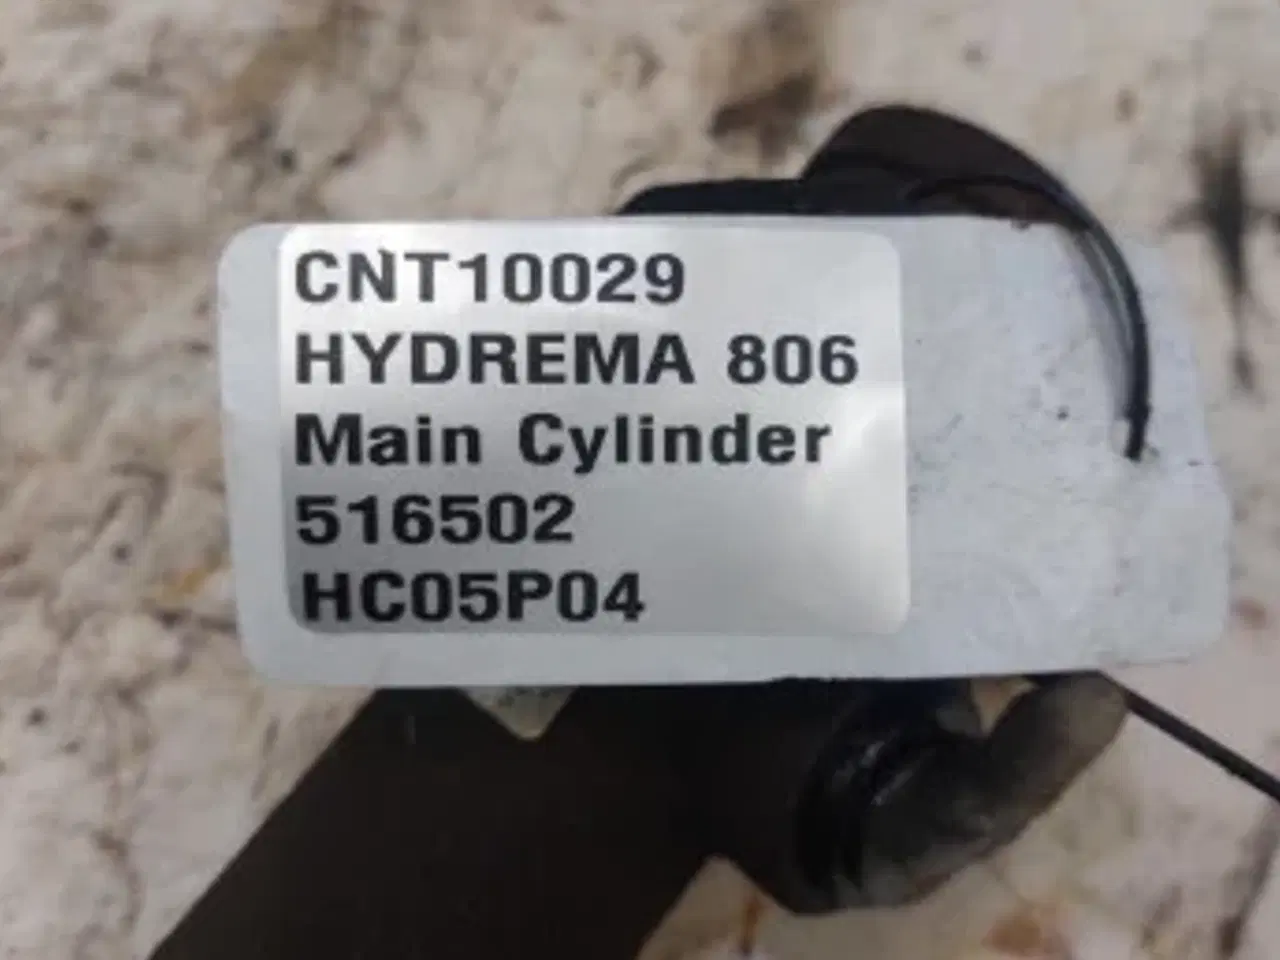 CNT10029
HYDREMA 806
Main Cylinder
516502
HC05P04